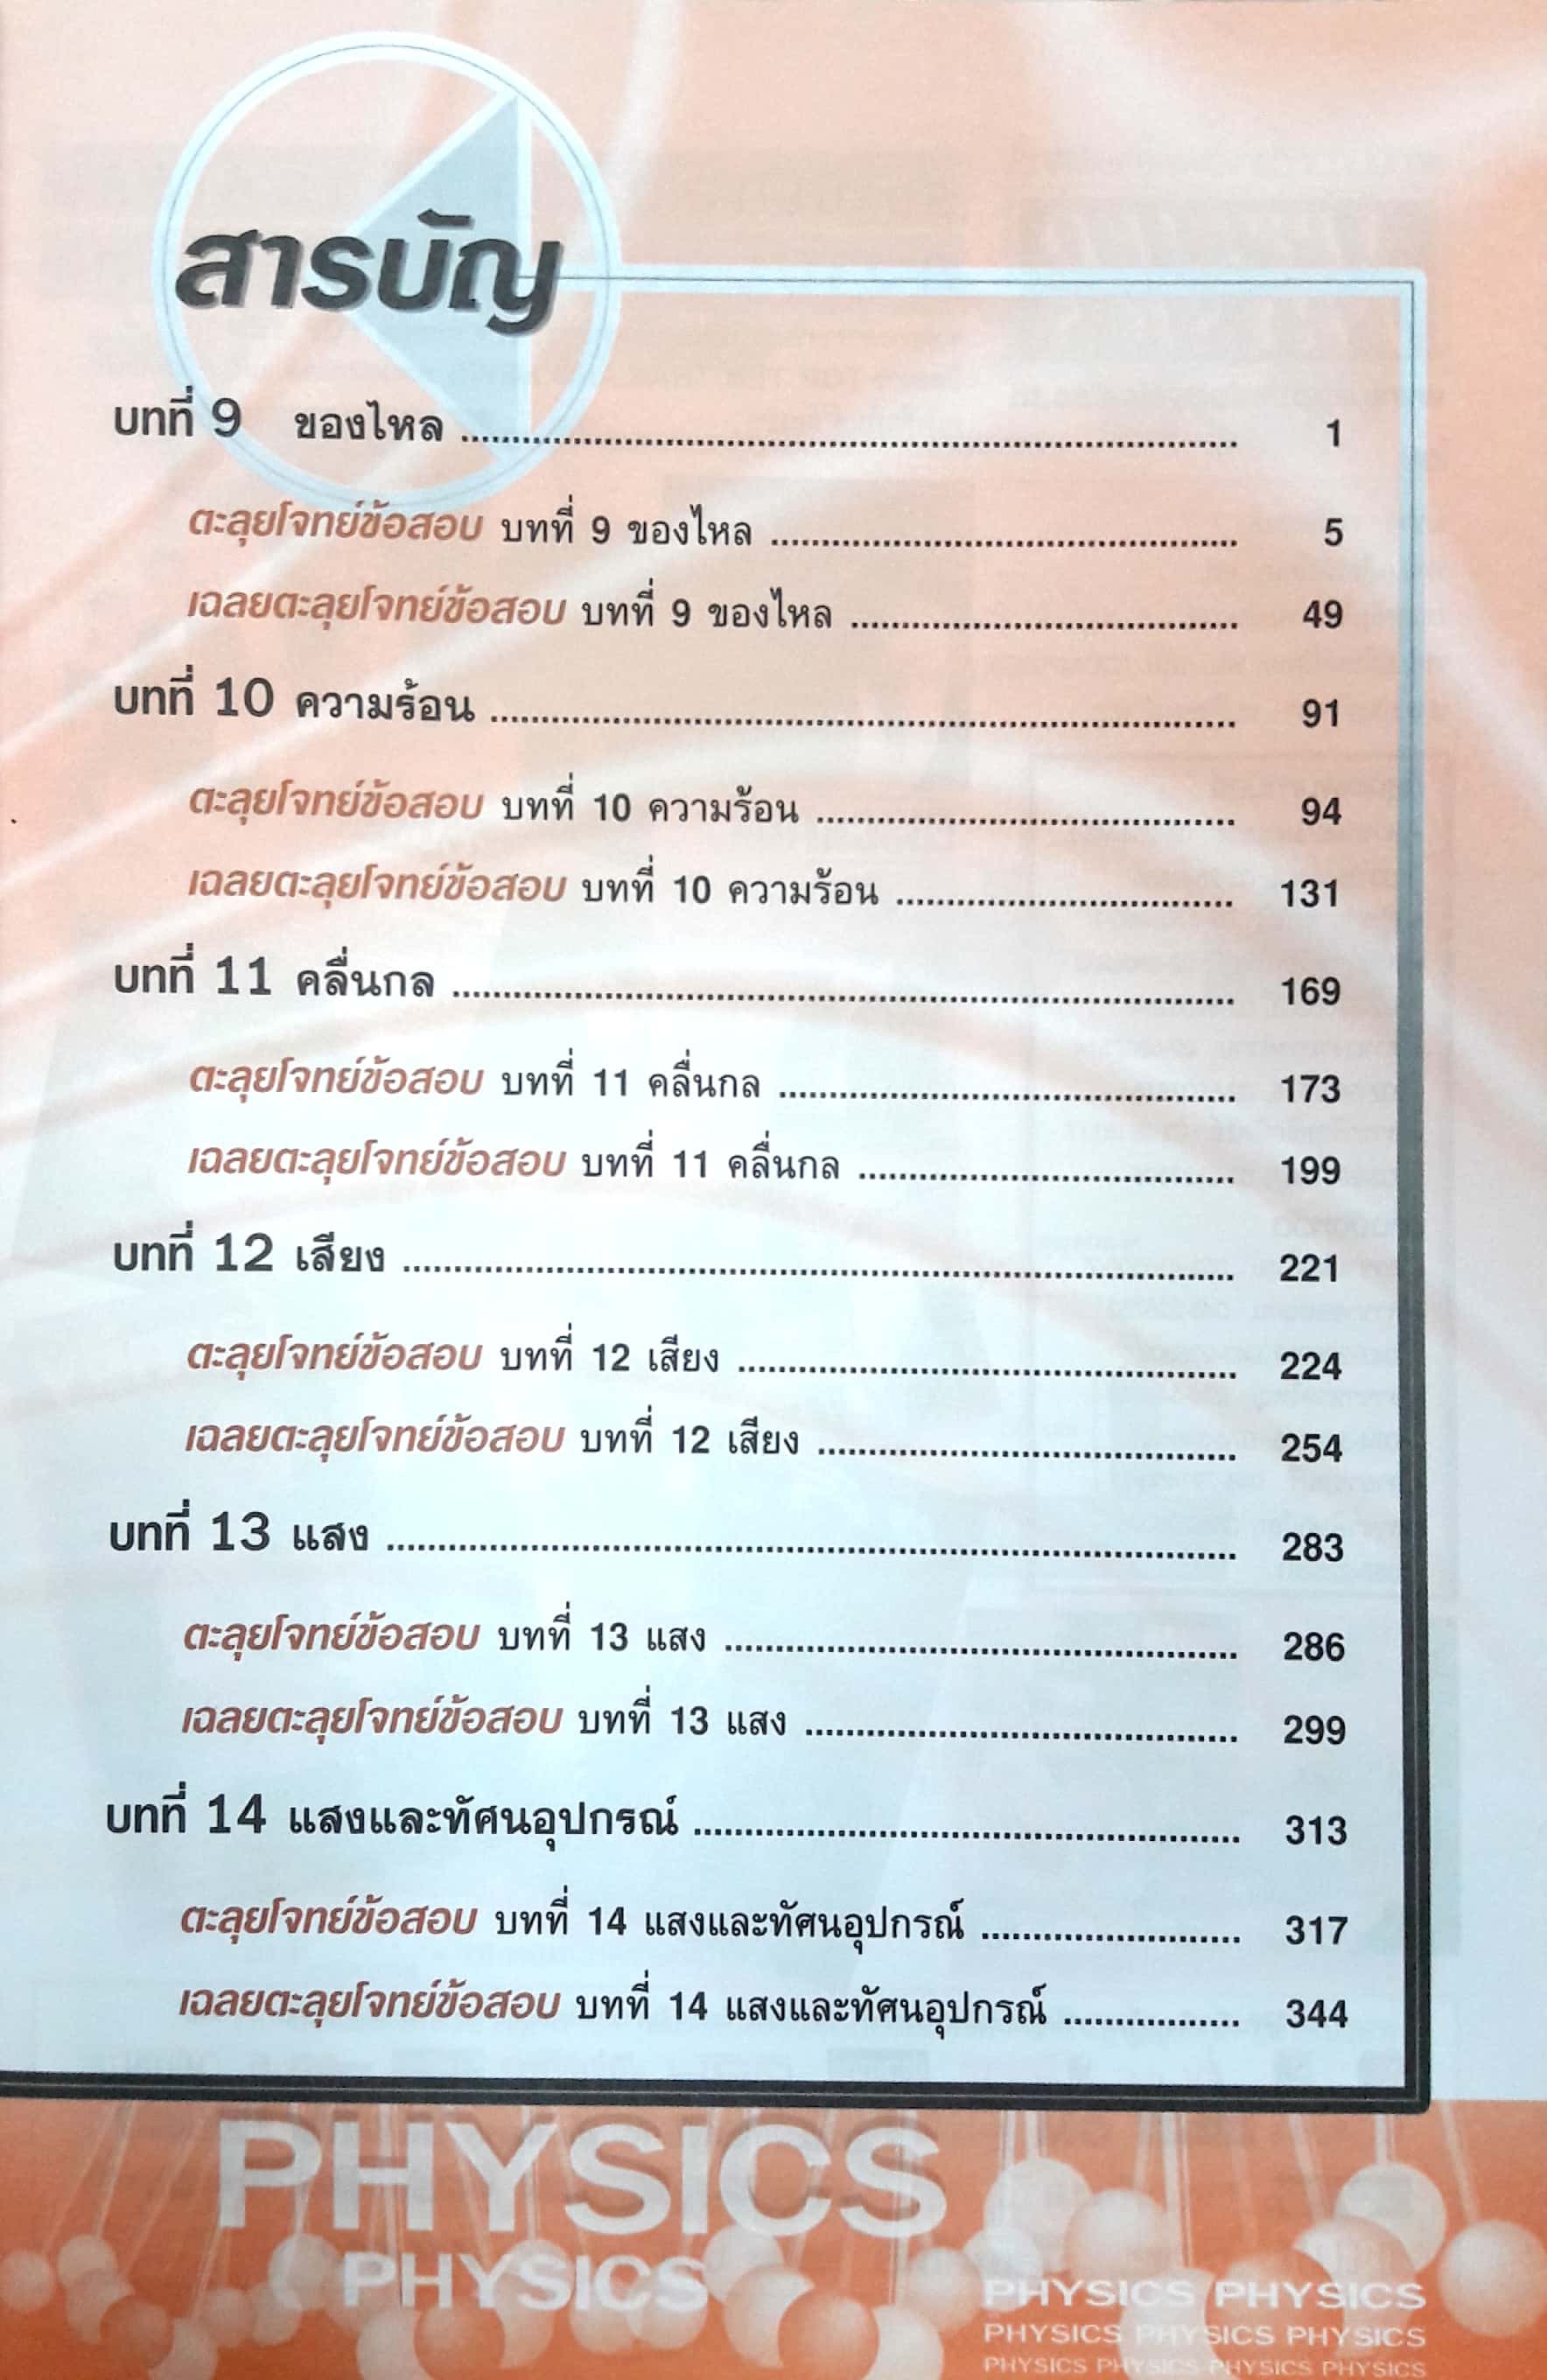 สารบัญ
บทที่ 9 ของไหล ........................................ 1
ตะลุยโจทย์ข้อสอบ บทที่ 9 ของไหล ........................................ 5
เฉลยตะลุยโจทย์ข้อสอบ บทที่ 9 ของไหล ........................................ 49
บทที่ 10 ความร้อน ........................................ 91
ตะลุยโจทย์ข้อสอบ บทที่ 10 ความร้อน ........................................ 94
เฉลยตะลุยโจทย์ข้อสอบ บทที่ 10 ความร้อน ........................................ 131
บทที่ 11 คลื่นกล ........................................ 169
ตะลุยโจทย์ข้อสอบ บทที่ 11 คลื่นกล ........................................ 173
เฉลยตะลุยโจทย์ข้อสอบ บทที่ 11 คลื่นกล ........................................ 199
บทที่ 12 เสียง ........................................ 221
ตะลุยโจทย์ข้อสอบ บทที่ 12 เสียง ........................................ 224
เฉลยตะลุยโจทย์ข้อสอบ บทที่ 12 เสียง ........................................ 254
บทที่ 13 แสง ........................................ 283
ตะลุยโจทย์ข้อสอบ บทที่ 13 แสง ........................................ 286
เฉลยตะลุยโจทย์ข้อสอบ บทที่ 13 แสง ........................................ 299
บทที่ 14 แสงและทัศนอุปกรณ์ ........................................ 313
ตะลุยโจทย์ข้อสอบ บทที่ 14 แสงและทัศนอุปกรณ์ ........................ 317
เฉลยตะลุยโจทย์ข้อสอบ บทที่ 14 แสงและทัศนอุปกรณ์ ................. 344
PHYSICS
PHYSICS
PHYSICS PHYSICS
PHYSICS PHYSICS PHYSICS
PHYSICS PHYSICS PHYSICS PHYSICS